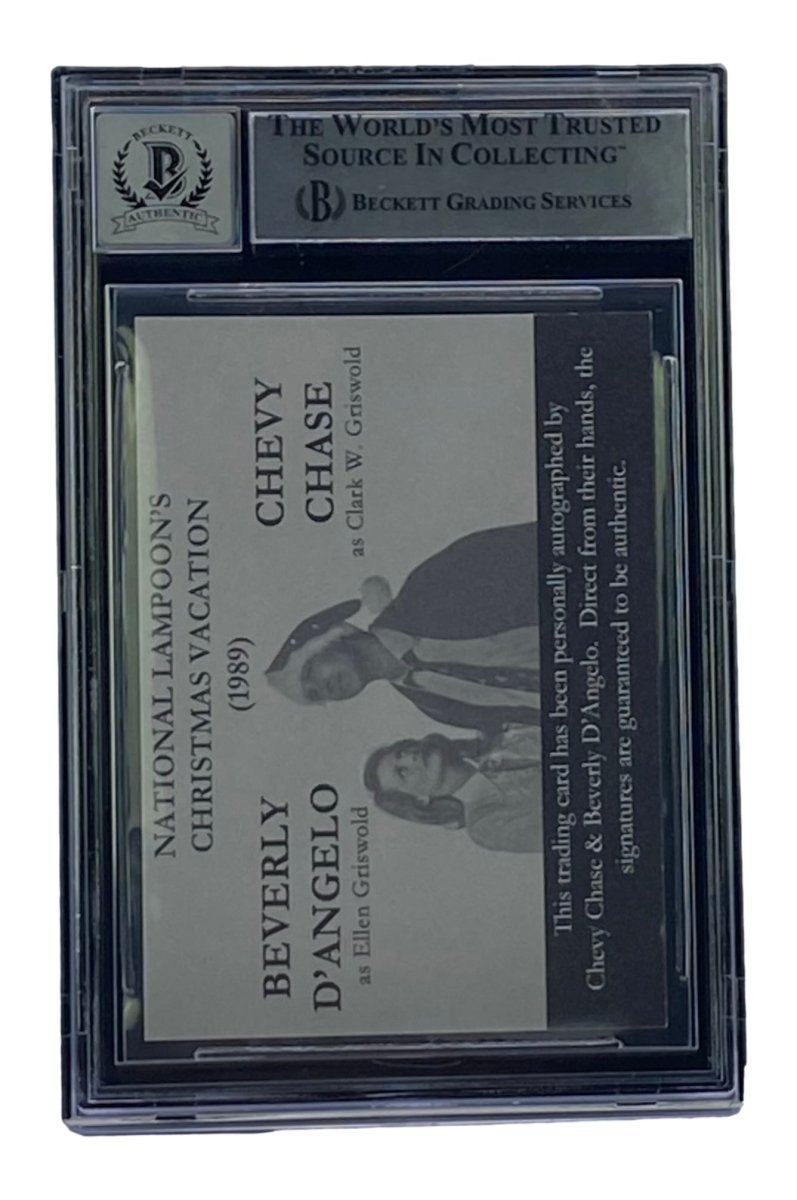 BECKETT
B
AUTHENTIC
THE WORLD'S MOST TRUSTED
SOURCE IN COLLECTING™
B BECKETT GRADING SERVICES
NATIONAL LAMPOON'S
CHRISTMAS VACATION
(1989)
BEVERLY
D'ANGELO
as Ellen Griswold
CHEVY
CHASE
as Clark W. Griswold
This trading card has been personally autographed by
Chevy Chase & Beverly D'Angelo. Direct from their hands, the
signatures are guaranteed to be authentic.